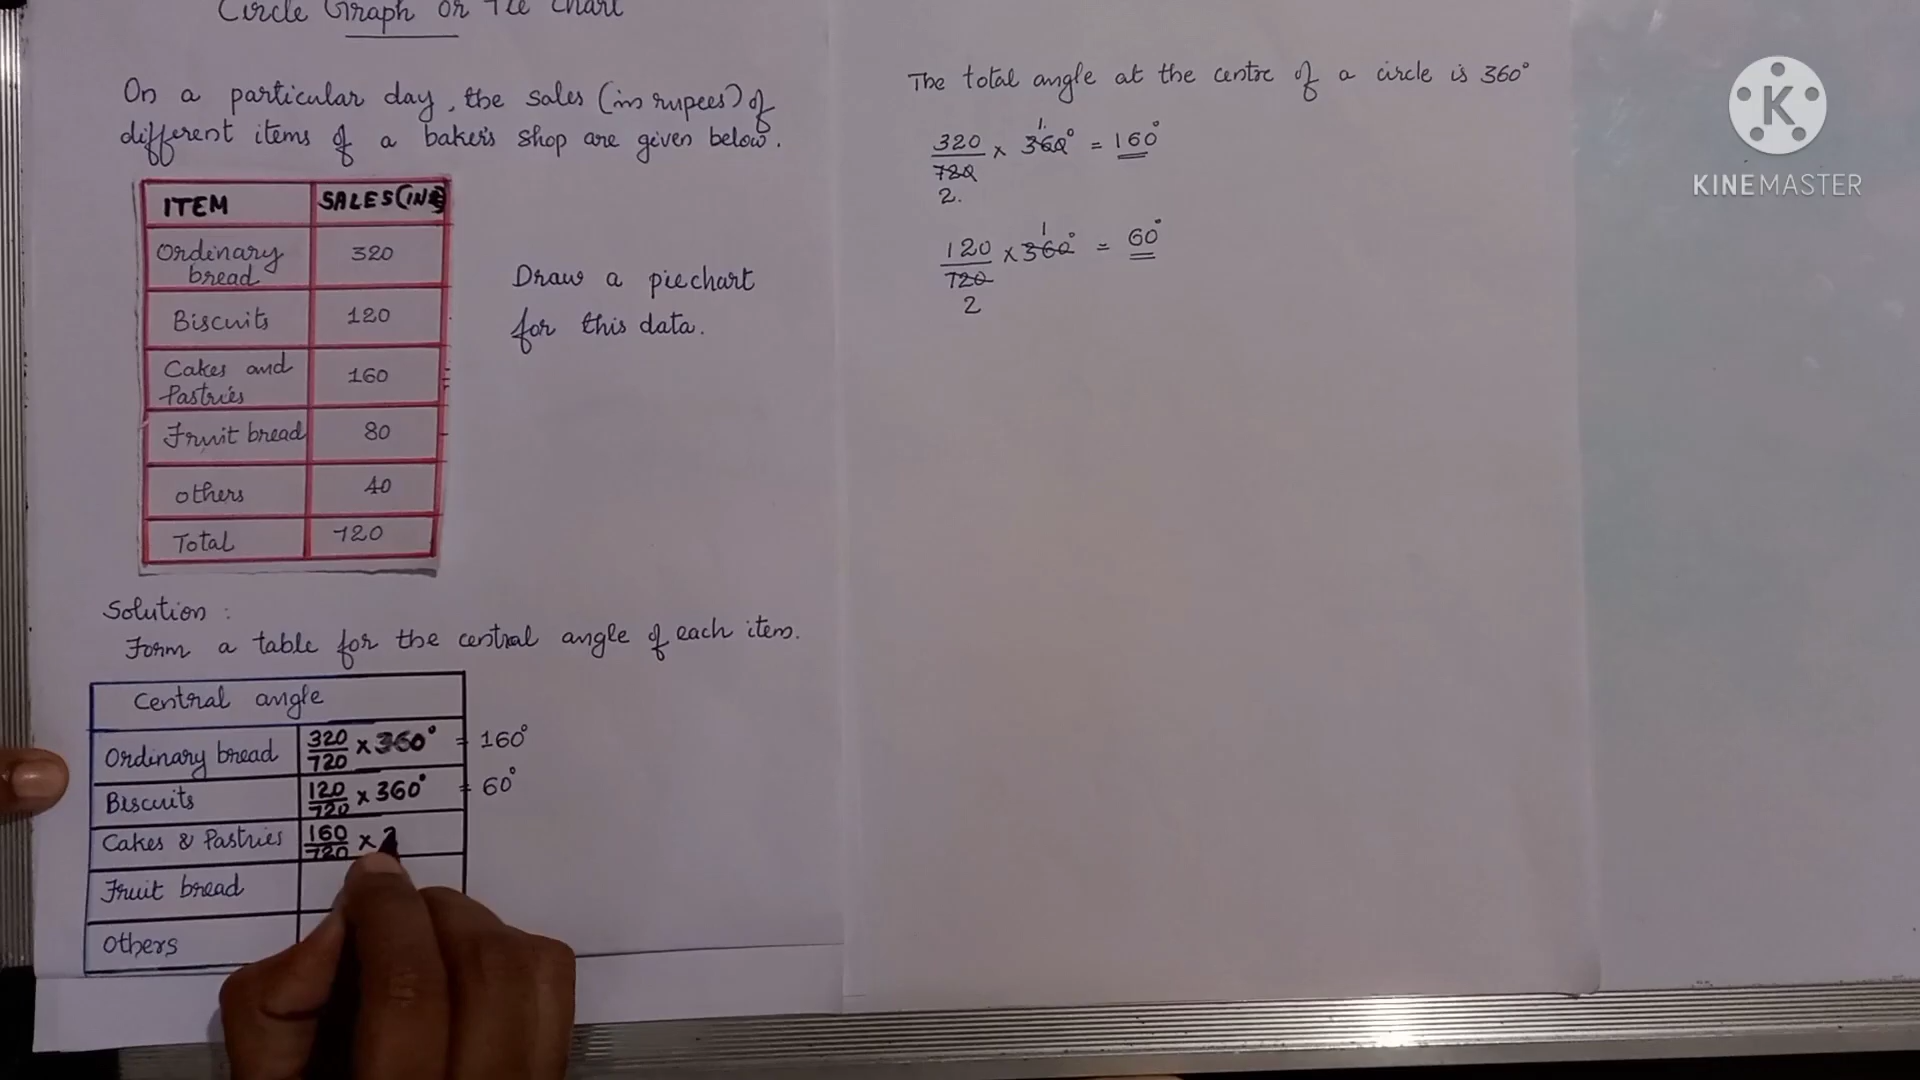 Circle Graph or Pie Chart
On a particular day, the sales (in rupees) of
different items of a baker's shop are given below.
ITEM SALES(IN
Ordinary bread 320
Biscuits 120
Cakes and Pastries 160
Fruit bread 80
others 40
Total 720
Draw a piechart
for this data.
Solution :
Form a table for the central angle of each item.
Central angle
Ordinary bread 320/720 × 360° = 160°
Biscuits 120/720 × 360° = 60°
Cakes & Pastries 160/720 ×
Fruit bread
Others
The total angle at the centre of a circle is 360°
1.
320/720 × 360° = 160°
2.
1
120/720 × 360° = 60°
2
KINEMASTER